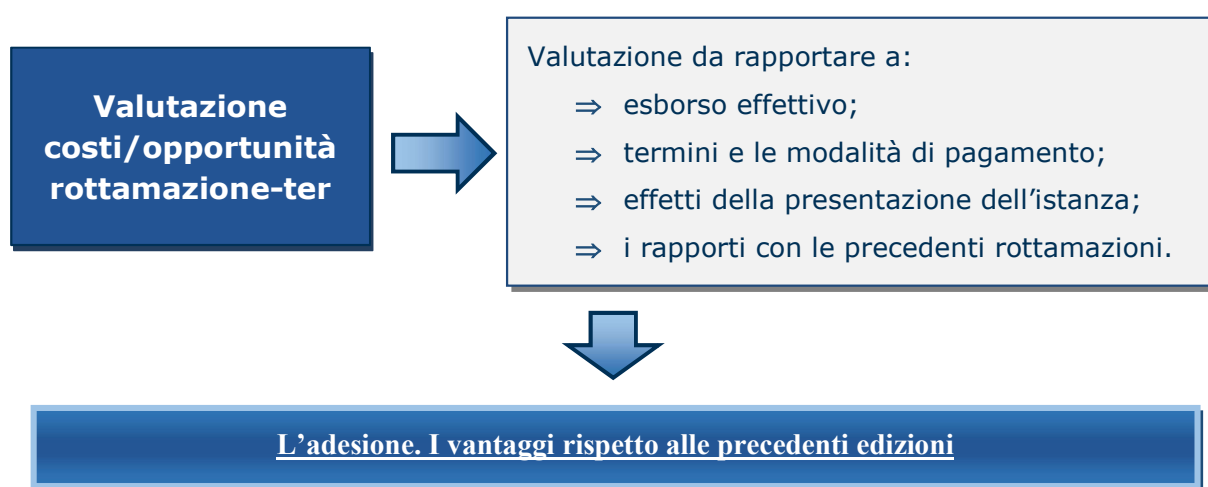 Valutazione
costi/opportunità
rottamazione-ter
Valutazione da rapportare a:
⇒ esborso effettivo;
⇒ termini e le modalità di pagamento;
⇒ effetti della presentazione dell’istanza;
⇒ i rapporti con le precedenti rottamazioni.
L’adesione. I vantaggi rispetto alle precedenti edizioni